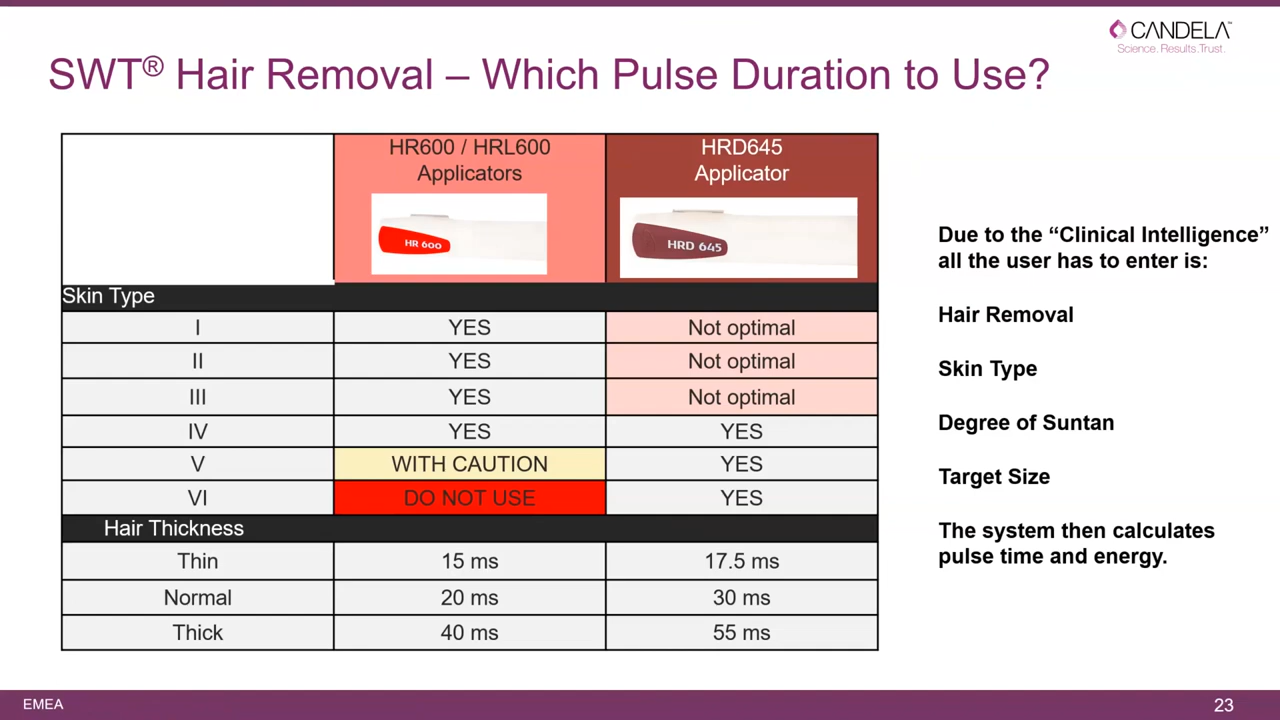 CANDELA™
Science. Results. Trust.
SWT® Hair Removal – Which Pulse Duration to Use?
HR600 / HRL600
Applicators
HR 600
HRD645
Applicator
HRD 645
Skin Type
I YES Not optimal
II YES Not optimal
III YES Not optimal
IV YES YES
V WITH CAUTION YES
VI DO NOT USE YES
Hair Thickness
Thin 15 ms 17.5 ms
Normal 20 ms 30 ms
Thick 40 ms 55 ms
Due to the “Clinical Intelligence”
all the user has to enter is:
Hair Removal
Skin Type
Degree of Suntan
Target Size
The system then calculates
pulse time and energy.
EMEA
23